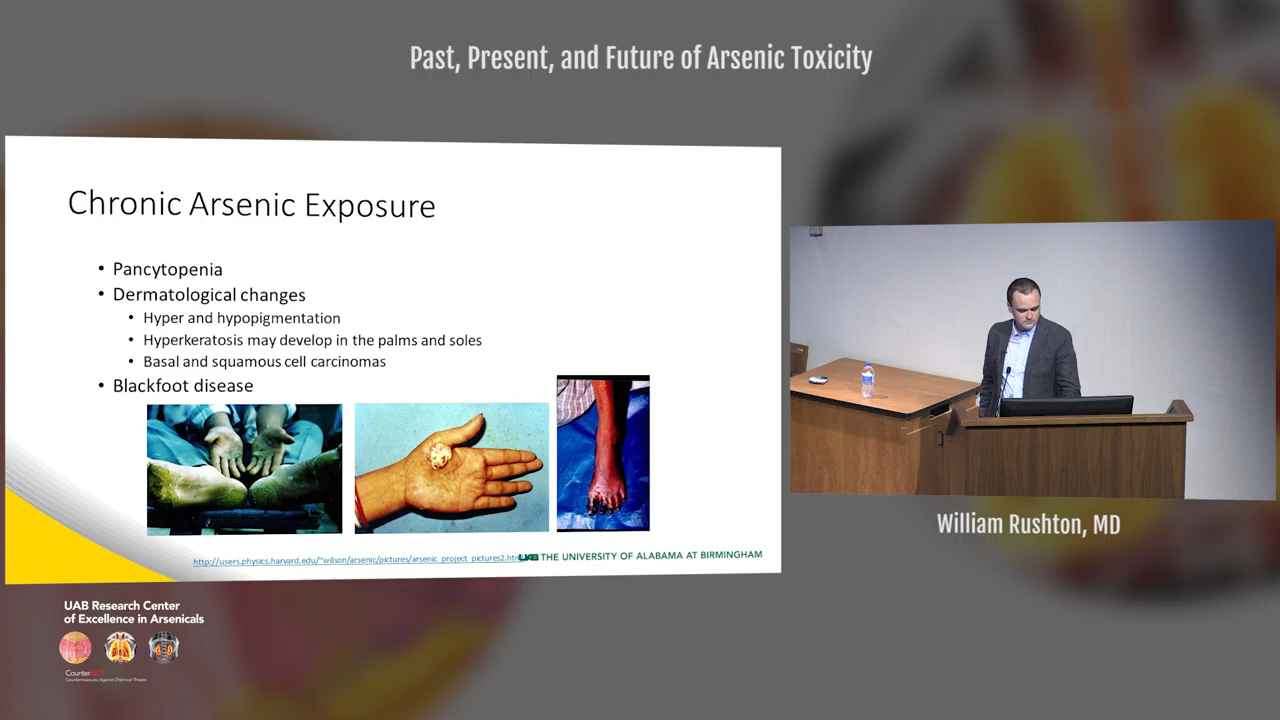 Past, Present, and Future of Arsenic Toxicity
Chronic Arsenic Exposure
• Pancytopenia
• Dermatological changes
• Hyper and hypopigmentation
• Hyperkeratosis may develop in the palms and soles
• Basal and squamous cell carcinomas
• Blackfoot disease
http://users.physics.harvard.edu/~wilson/arsenic/pictures/arsenic_project_pictures2.htm
UAB THE UNIVERSITY OF ALABAMA AT BIRMINGHAM
William Rushton, MD
UAB Research Center
of Excellence in Arsenicals
Counter
Countermeasures Against Chemical Threats